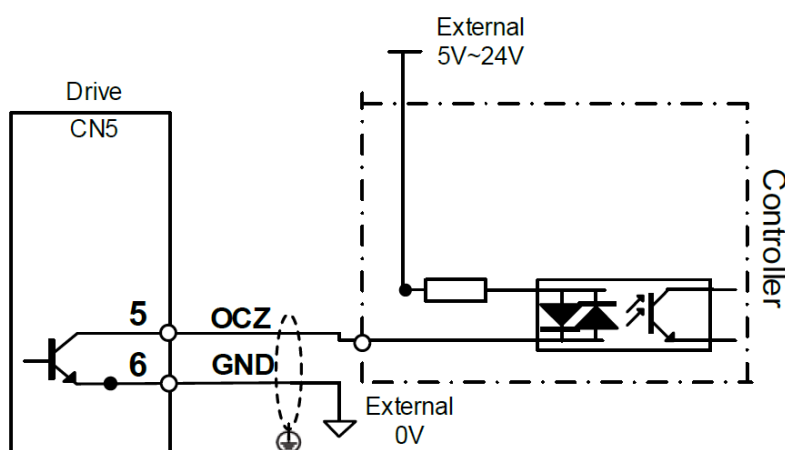 External
5V~24V
Drive
CN5
Controller
5
OCZ
6
GND
External
0V